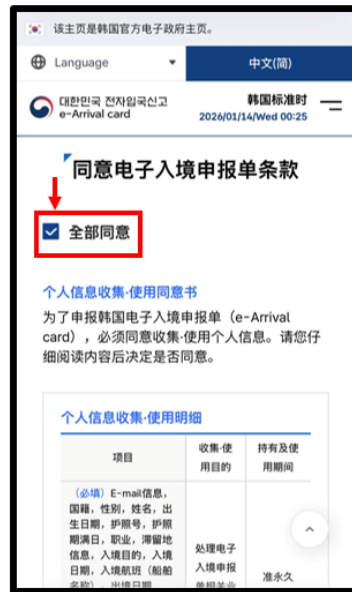 该主页是韩国官方电子政府主页。
Language
中文(简)
대한민국 전자입국신고
e-Arrival card
韩国标准时
2026/01/14/Wed 00:25
同意电子入境申报单条款
全部同意
个人信息收集·使用同意书
为了申报韩国电子入境申报单（e-Arrival
card），必须同意收集·使用个人信息。请您仔
细阅读内容后决定是否同意。
个人信息收集·使用明细
项目
收集·使
用目的
持有及使
用期间
（必填）E-mail信息，
国籍，性别，姓名，出
生日期，护照号，护照
期满日，职业，滞留地
信息，入境目的，入境
日期，入境航班（船舶
名称），出境日期
处理电子
入境申报
单相关业
准永久